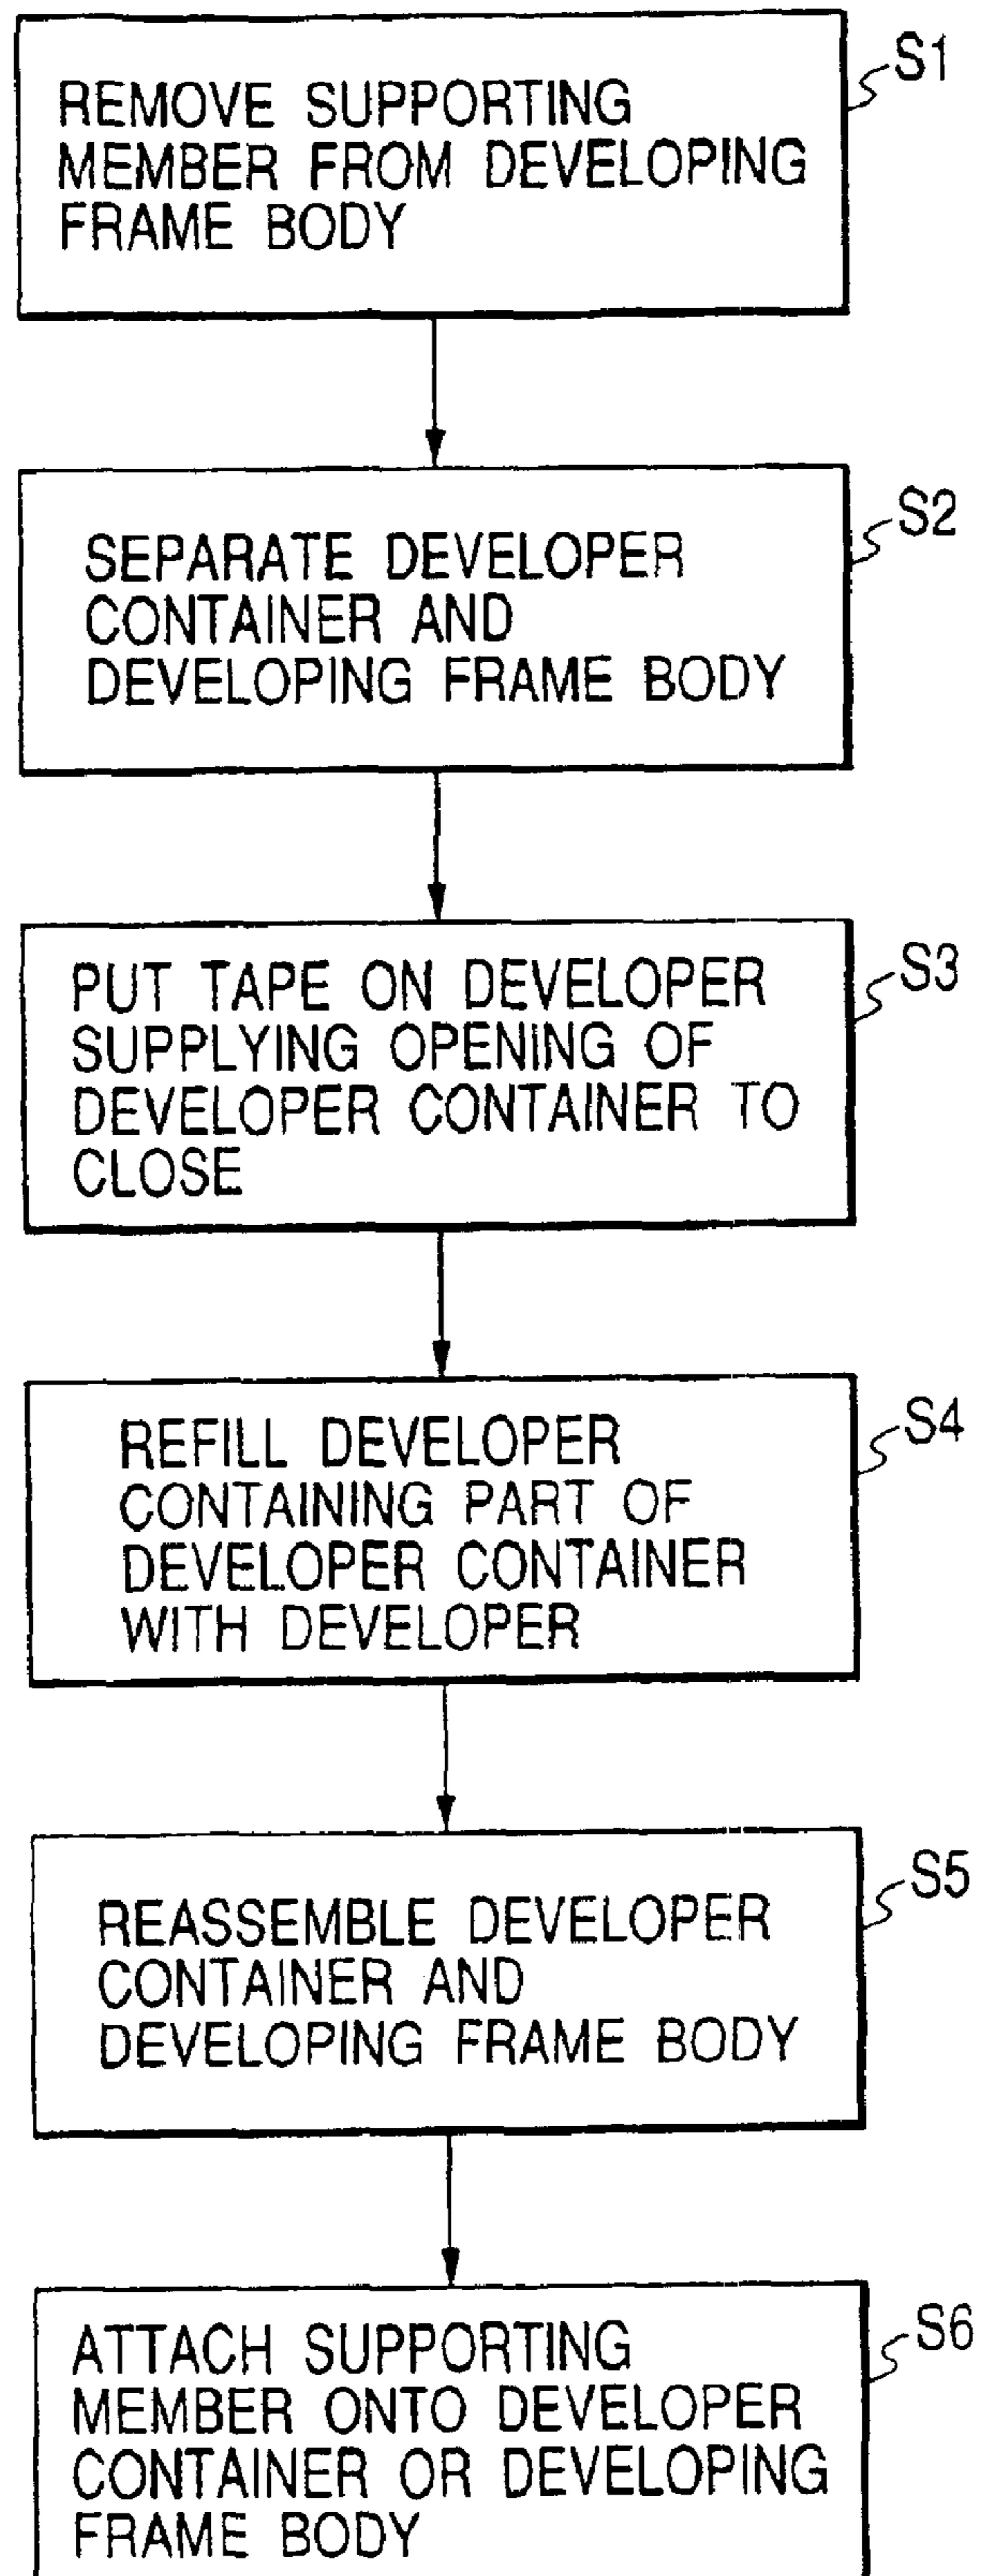 S1
REMOVE SUPPORTING
MEMBER FROM DEVELOPING
FRAME BODY
S2
SEPARATE DEVELOPER
CONTAINER AND
DEVELOPING FRAME BODY
S3
PUT TAPE ON DEVELOPER
SUPPLYING OPENING OF
DEVELOPER CONTAINER TO
CLOSE
S4
REFILL DEVELOPER
CONTAINING PART OF
DEVELOPER CONTAINER
WITH DEVELOPER
S5
REASSEMBLE DEVELOPER
CONTAINER AND
DEVELOPING FRAME BODY
S6
ATTACH SUPPORTING
MEMBER ONTO DEVELOPER
CONTAINER OR DEVELOPING
FRAME BODY